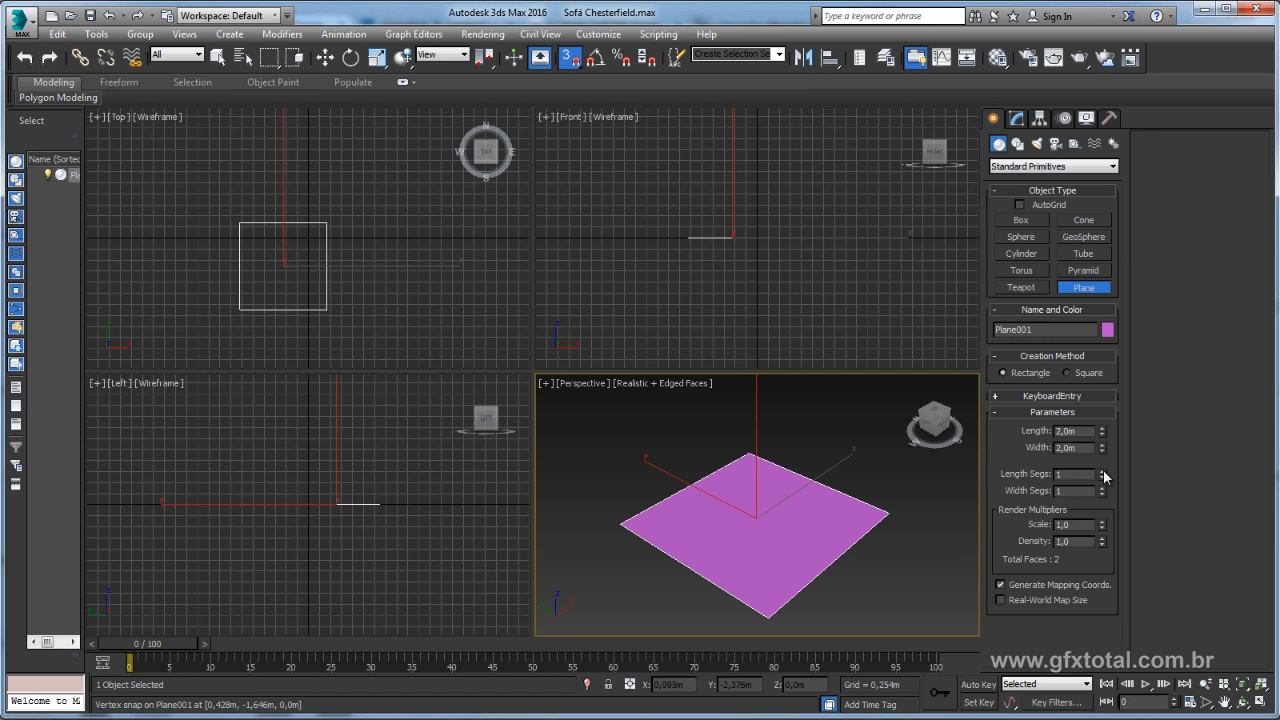 MAX
Workspace: Default
Autodesk 3ds Max 2016
Sofá Chesterfield.max
Type a keyword or phrase
Sign In
Edit Tools Group Views Create Modifiers Animation Graph Editors Rendering Civil View Customize Scripting Help
All
View
3
Create Selection Se
Modeling Freeform Selection Object Paint Populate
Polygon Modeling
Select
Name (Sorted
[+][Top][Wireframe]
N
W
TOP
E
S
[+][Front][Wireframe]
[+][Left][Wireframe]
LEFT
[+][Perspective][Realistic + Edged Faces]
Standard Primitives
- Object Type
AutoGrid
Box Cone
Sphere GeoSphere
Cylinder Tube
Torus Pyramid
Teapot Plane
- Name and Color
Plane001
- Creation Method
Rectangle Square
+ KeyboardEntry
- Parameters
Length: 2,0m
Width: 2,0m
Length Segs: 1
Width Segs: 1
Render Multipliers
Scale: 1,0
Density: 1,0
Total Faces : 2
Generate Mapping Coords.
Real-World Map Size
< 0 / 100 >
0 5 10 15 20 25 30 35 40 45 50 55 60 65 70 75 80 85 90 95 100
www.gfxtotal.com.br
1 Object Selected
X: 0,995m Y: -2,376m Z: 0,0m
Grid = 0,254m
Auto Key Selected
Welcome to M
Vertex snap on Plane001 at [0,428m, -1,646m, 0,0m]
Add Time Tag
Set Key Key Filters... 0